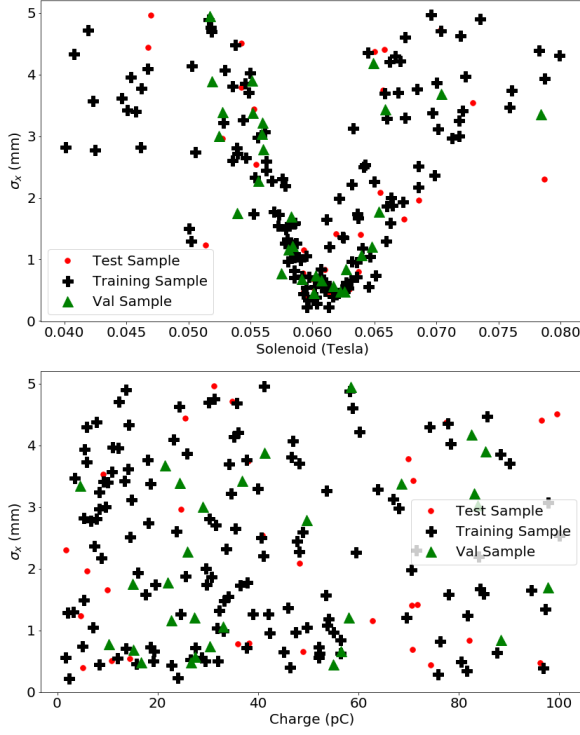 5
4
3
2
1
0
σx (mm)
Test Sample
Training Sample
Val Sample
0.040 0.045 0.050 0.055 0.060 0.065 0.070 0.075 0.080
Solenoid (Tesla)
5
4
3
2
1
0
σx (mm)
Test Sample
Training Sample
Val Sample
0 20 40 60 80 100
Charge (pC)